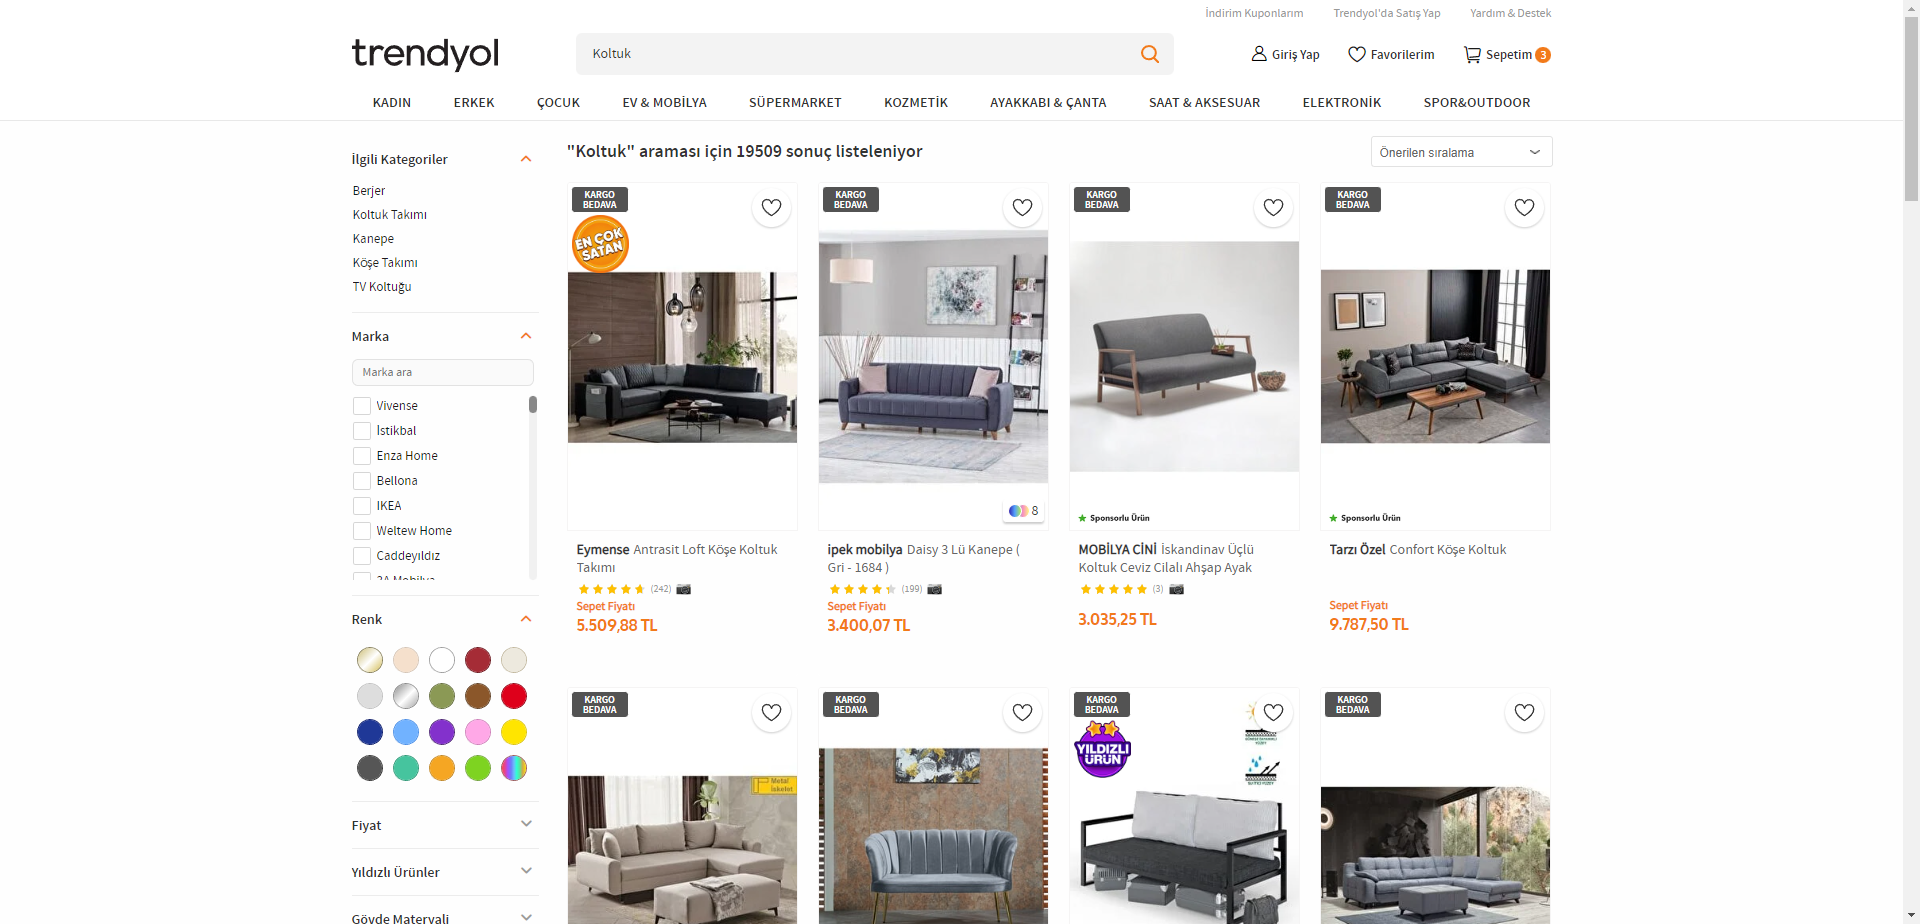 İndirim Kuponlarım
Trendyol'da Satış Yap
Yardım & Destek
trendyol
Koltuk
Giriş Yap
Favorilerim
Sepetim 3
KADIN
ERKEK
ÇOCUK
EV & MOBİLYA
SÜPERMARKET
KOZMETİK
AYAKKABI & ÇANTA
SAAT & AKSESUAR
ELEKTRONİK
SPOR&OUTDOOR
İlgili Kategoriler
Berjer
Koltuk Takımı
Kanepe
Köşe Takımı
TV Koltuğu
Marka
Marka ara
Vivense
İstikbal
Enza Home
Bellona
IKEA
Weltew Home
Caddeyıldız
3A Mobilya
Renk
Fiyat
Yıldızlı Ürünler
Gövde Materyali
"Koltuk" araması için 19509 sonuç listeleniyor
Önerilen sıralama
KARGO
BEDAVA
EN ÇOK
SATAN
Eymense Antrasit Loft Köşe Koltuk
Takımı
(242)
Sepet Fiyatı
5.509,88 TL
KARGO
BEDAVA
8
ipek mobilya Daisy 3 Lü Kanepe (
Gri - 1684 )
(199)
Sepet Fiyatı
3.400,07 TL
KARGO
BEDAVA
Sponsorlu Ürün
MOBİLYA CİNİ İskandinav Üçlü
Koltuk Ceviz Cilalı Ahşap Ayak
(3)
3.035,25 TL
KARGO
BEDAVA
Sponsorlu Ürün
Tarzı Özel Confort Köşe Koltuk
Sepet Fiyatı
9.787,50 TL
KARGO
BEDAVA
Metal
İskelet
KARGO
BEDAVA
KARGO
BEDAVA
YILDIZLI
ÜRÜN
KARGO
BEDAVA